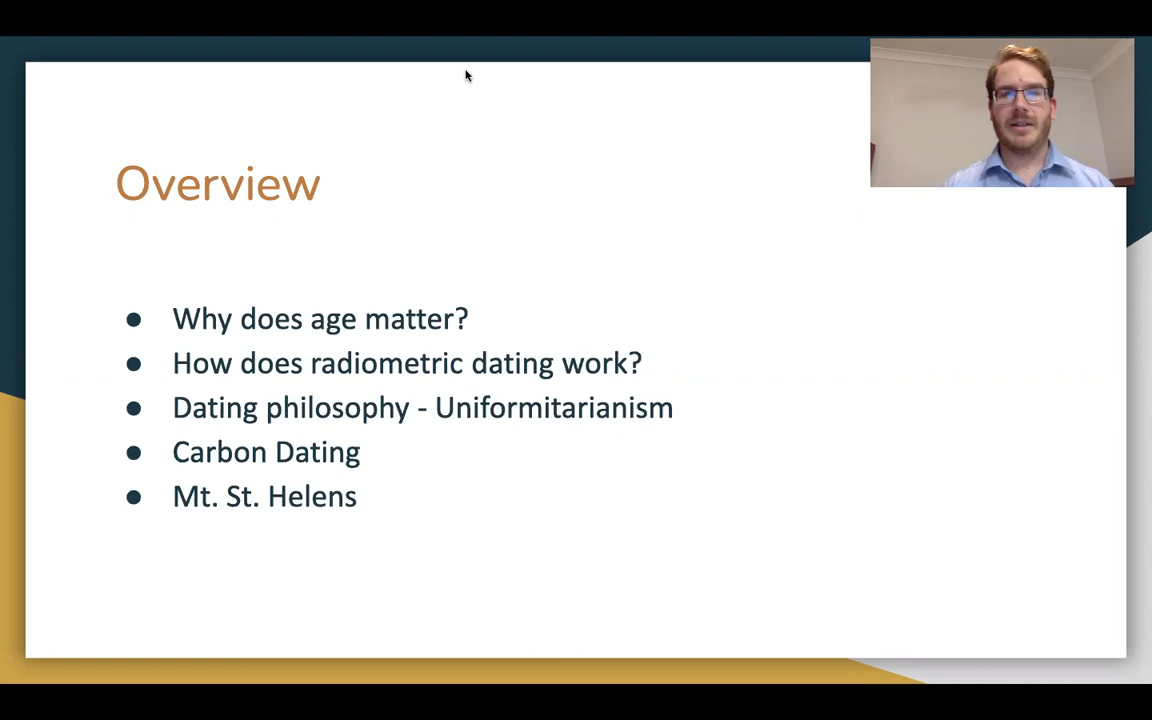 Overview
● Why does age matter?
● How does radiometric dating work?
● Dating philosophy - Uniformitarianism
● Carbon Dating
● Mt. St. Helens